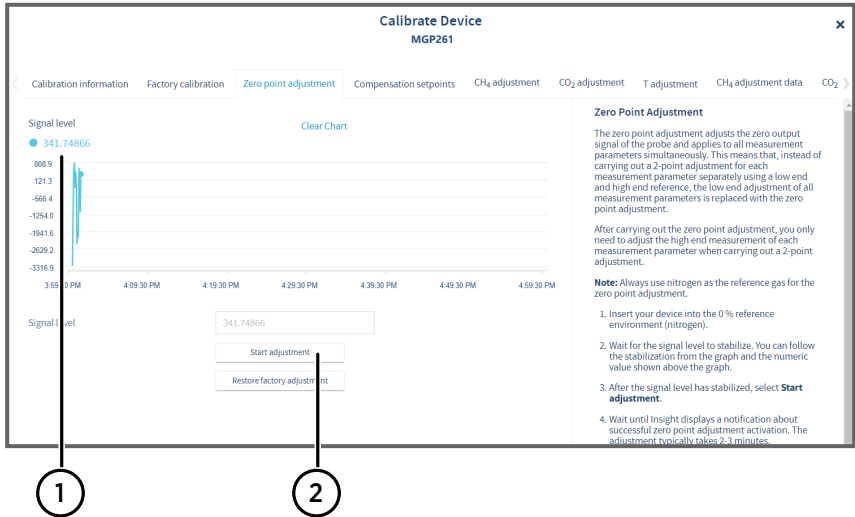 Calibrate Device
MGP261
Calibration information Factory calibration Zero point adjustment Compensation setpoints CH₄ adjustment CO₂ adjustment T adjustment CH₄ adjustment data CO₂
Signal level
Clear Chart
341.74866
808.9
121.3
-566.4
-1254.0
-1941.6
-2629.2
-3316.9
3:59 0 PM 4:09:30 PM 4:19:30 PM 4:29:30 PM 4:39:30 PM 4:49:30 PM 4:59:30 PM
Signal l vel
341.74866
Start adjustment
Restore factory adjustm nt
Zero Point Adjustment
The zero point adjustment adjusts the zero output
signal of the probe and applies to all measurement
parameters simultaneously. This means that, instead of
carrying out a 2-point adjustment for each
measurement parameter separately using a low end
and high end reference, the low end adjustment of all
measurement parameters is replaced with the zero
point adjustment.
After carrying out the zero point adjustment, you only
need to adjust the high end measurement of each
measurement parameter when carrying out a 2-point
adjustment.
Note: Always use nitrogen as the reference gas for the
zero point adjustment.
1. Insert your device into the 0 % reference
environment (nitrogen).
2. Wait for the signal level to stabilize. You can follow
the stabilization from the graph and the numeric
value shown above the graph.
3. After the signal level has stabilized, select Start
adjustment.
4. Wait until Insight displays a notification about
successful zero point adjustment activation. The
adjustment typically takes 2-3 minutes.
1
2